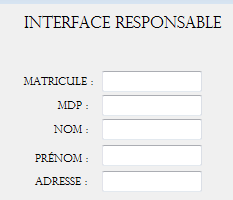 INTERFACE RESPONSABLE
MATRICULE :
MDP :
NOM :
PRÉNOM :
ADRESSE :